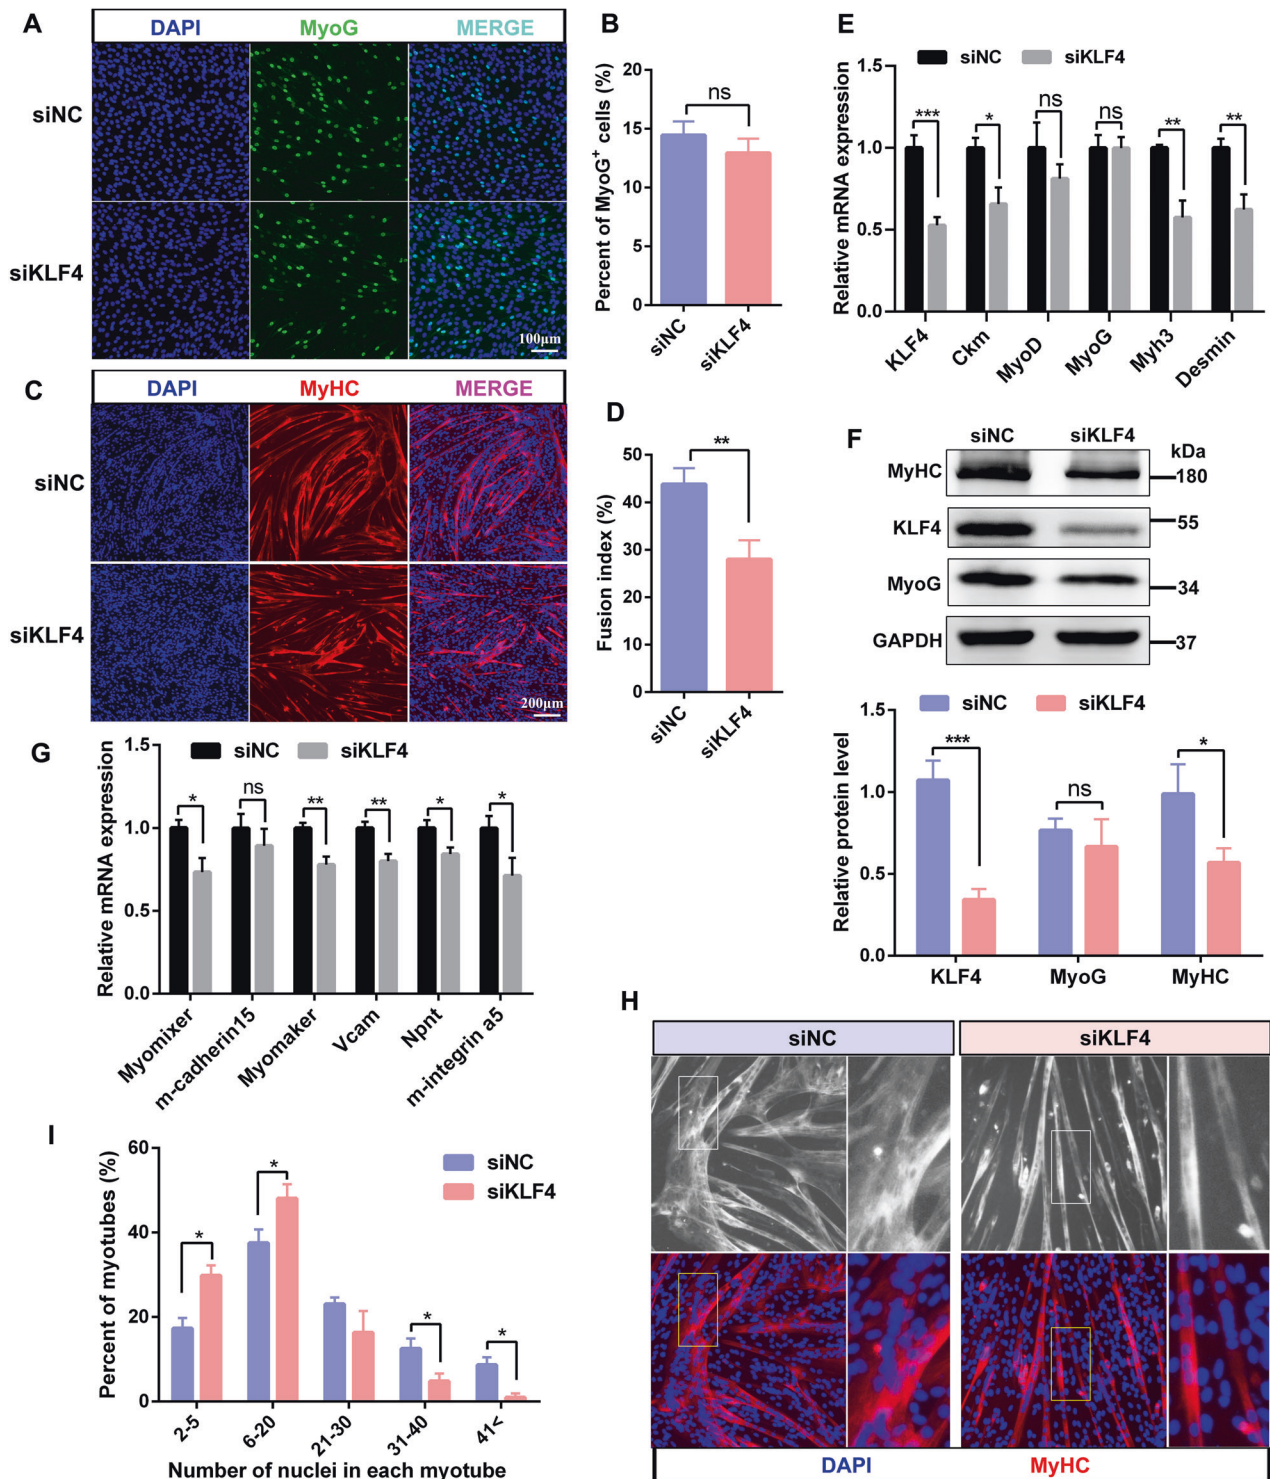 A
DAPI MyoG MERGE
siNC
siKLF4
100μm
B
Percent of MyoG+ cells (%)
20
15
10
5
0
ns
siNC siKLF4
C
DAPI MyHC MERGE
siNC
siKLF4
200μm
D
Fusion index (%)
50
40
30
20
10
0
**
siNC siKLF4
E
siNC siKLF4
Relative mRNA expression
1.5
1.0
0.5
0.0
*** * ns ns ** **
KLF4 Ckm MyoD MyoG Myh3 Desmin
F
siNC siKLF4
kDa
MyHC 180
KLF4 55
MyoG 34
GAPDH 37
siNC siKLF4
Relative protein level
1.5
1.0
0.5
0.0
*** ns *
KLF4 MyoG MyHC
G
siNC siKLF4
Relative mRNA expression
1.5
1.0
0.5
0.0
* ns ** ** * *
Myomixer m-cadherin15 Myomaker Vcam Npnt m-integrin a5
H
siNC siKLF4
DAPI MyHC
I
siNC
siKLF4
Percent of myotubes (%)
60
40
20
0
* * * *
2-5 6-20 21-30 31-40 41<
Number of nuclei in each myotube